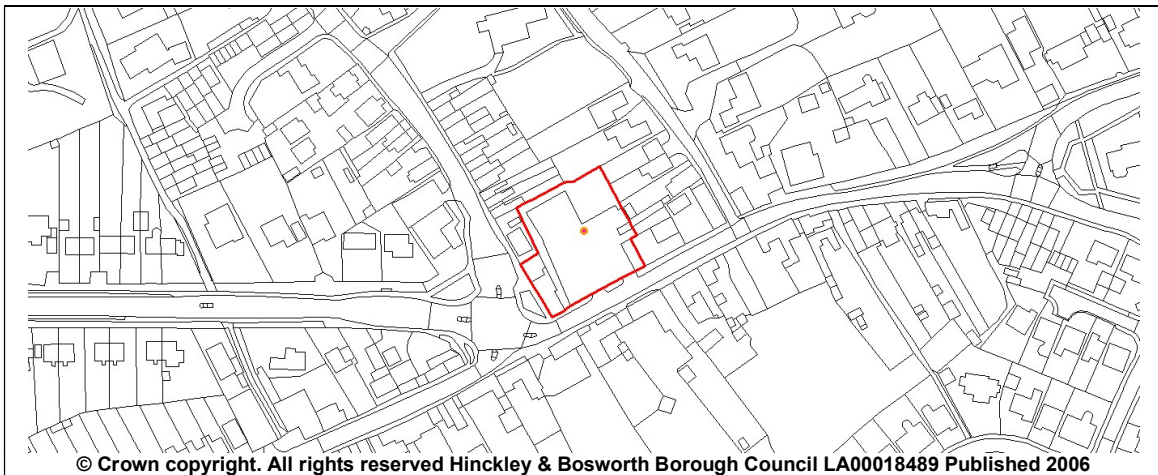 © Crown copyright. All rights reserved Hinckley & Bosworth Borough Council LA00018489 Published 2006